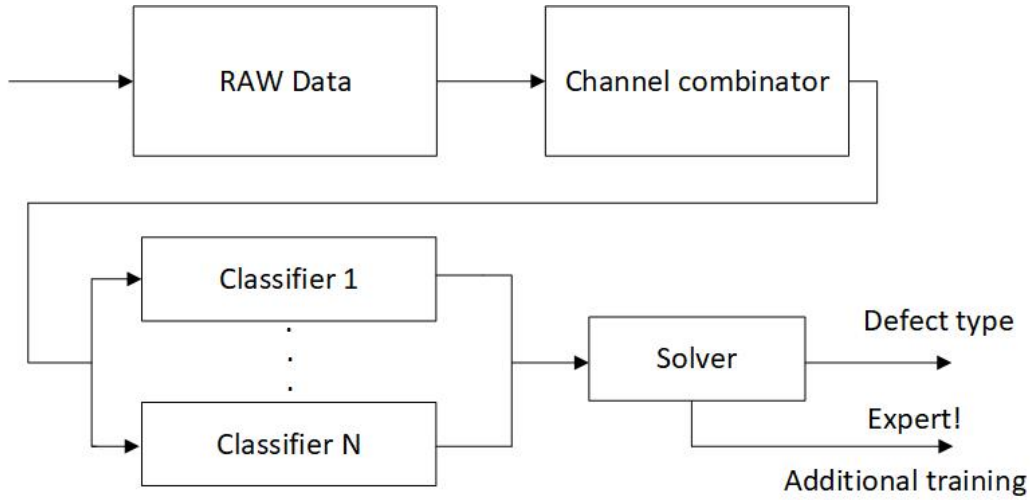 RAW Data
Channel combinator
Classifier 1
.
.
.
Classifier N
Solver
Defect type
Expert!
Additional training